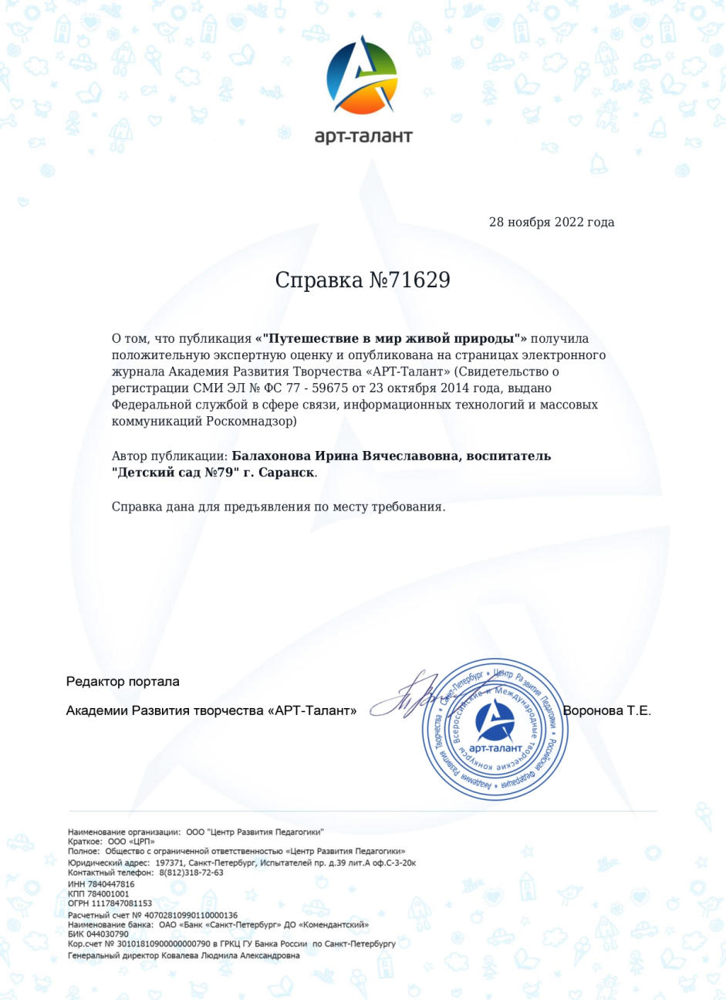 арт-талант
28 ноября 2022 года
Справка №71629
О том, что публикация «"Путешествие в мир живой природы"» получила
положительную экспертную оценку и опубликована на страницах электронного
журнала Академия Развития Творчества «АРТ-Талант» (Свидетельство о
регистрации СМИ ЭЛ № ФС 77 - 59675 от 23 октября 2014 года, выдано
Федеральной службой в сфере связи, информационных технологий и массовых
коммуникаций Роскомнадзор)
Автор публикации: Балахонова Ирина Вячеславовна, воспитатель
"Детский сад №79" г. Саранск.
Справка дана для предъявления по месту требования.
Редактор портала
Академии Развития творчества «АРТ-Талант»
Воронова Т.Е.
Центр Развития Педагогики * Российская Федерация * Академия Развития Творчества * Санкт-Петербург *
Всероссийские и Международные творческие конкурсы
арт-талант
Наименование организации: ООО "Центр Развития Педагогики"
Краткое: ООО «ЦРП»
Полное: Общество с ограниченной ответственностью «Центр Развития Педагогики»
Юридический адрес: 197371, Санкт-Петербург, Испытателей пр. д.39 лит.А оф.С-3-20к
Контактный телефон: 8(812)318-72-63
ИНН 7840447816
КПП 784001001
ОГРН 1117847081153
Расчетный счет № 40702810990110000136
Наименование банка: ОАО «Банк «Санкт-Петербург» ДО «Комендантский»
БИК 044030790
Кор.счет № 30101810900000000790 в ГРКЦ ГУ Банка России по Санкт-Петербургу
Генеральный директор Ковалева Людмила Александровна